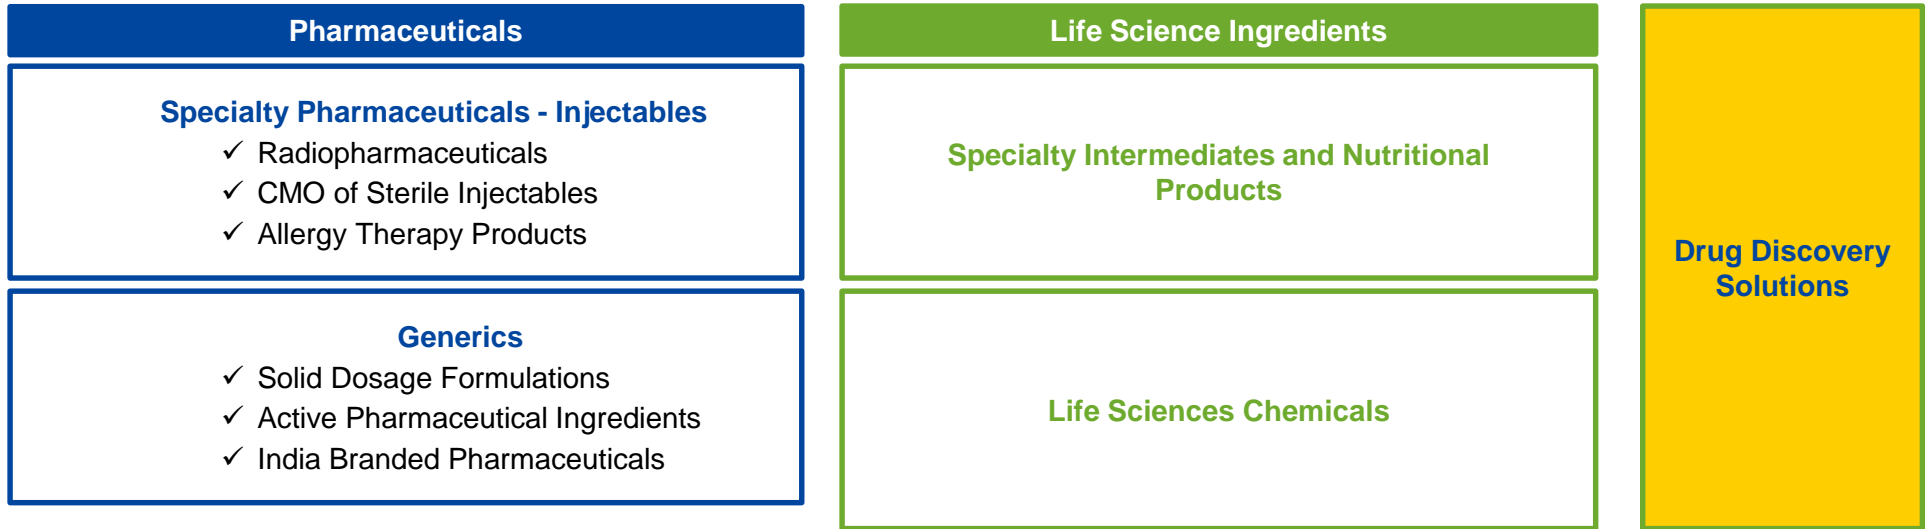 Pharmaceuticals
Specialty Pharmaceuticals - Injectables
✓ Radiopharmaceuticals
✓ CMO of Sterile Injectables
✓ Allergy Therapy Products
Generics
✓ Solid Dosage Formulations
✓ Active Pharmaceutical Ingredients
✓ India Branded Pharmaceuticals
Life Science Ingredients
Specialty Intermediates and Nutritional
Products
Life Sciences Chemicals
Drug Discovery
Solutions